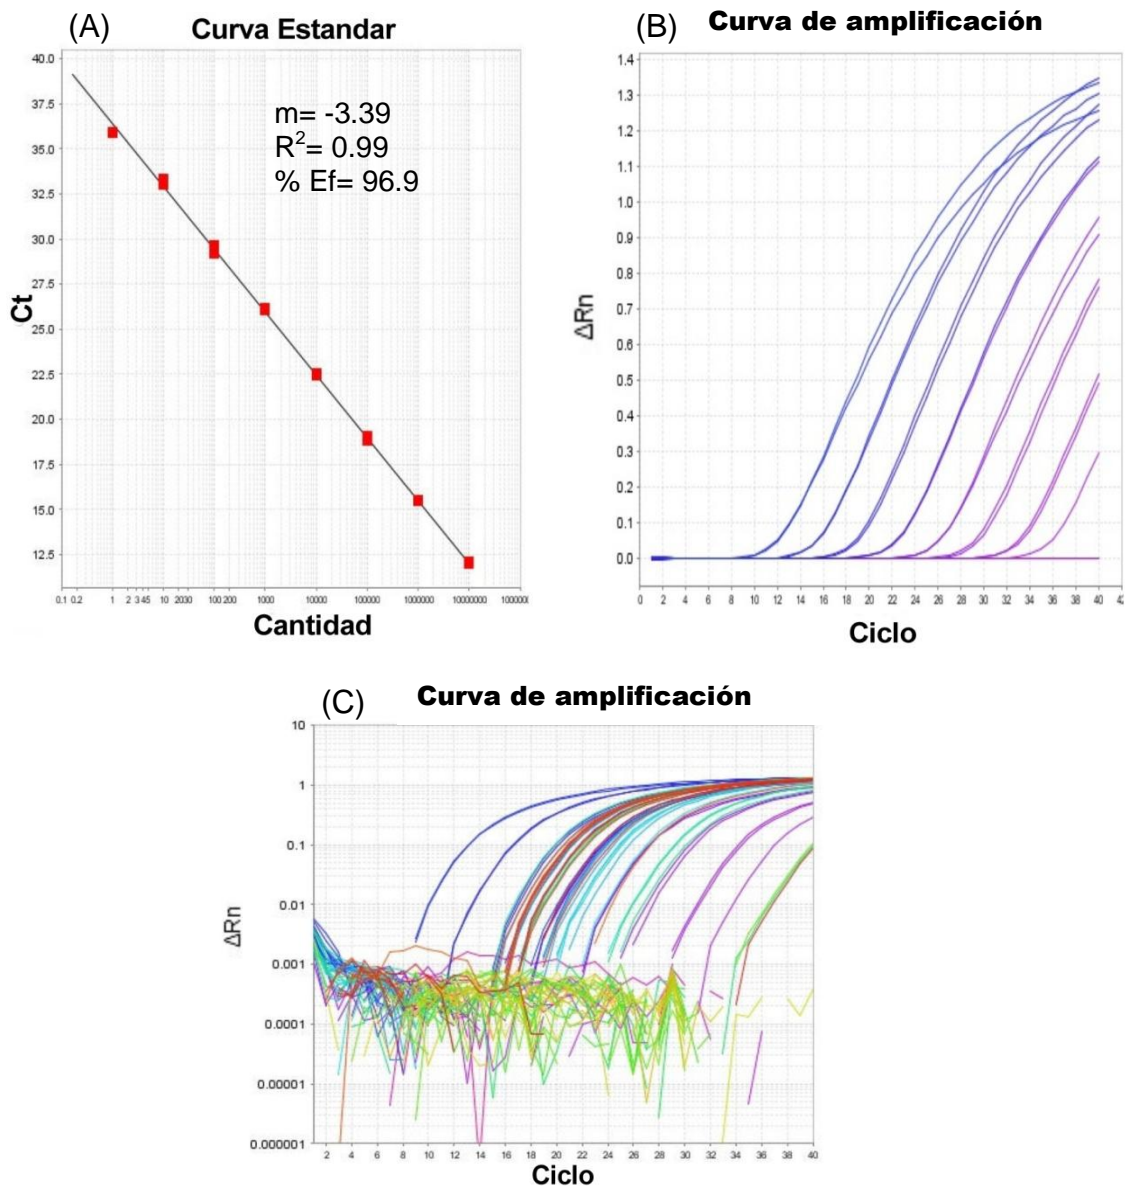 (A)
Curva Estandar
m= -3.39
R²= 0.99
% Ef= 96.9
40.0
37.5
35.0
32.5
30.0
27.5
25.0
22.5
20.0
17.5
15.0
12.5
Ct
0.1 0.2 1 2 3 4 5 10 20 30 100 200 1000 10000 100000 1000000 10000000 1000000
Cantidad
(B)
Curva de amplificación
1.4
1.3
1.2
1.1
1.0
0.9
0.8
0.7
0.6
0.5
0.4
0.3
0.2
0.1
0.0
ΔRn
0 2 4 6 8 10 12 14 16 18 20 22 24 26 28 30 32 34 36 38 40 42
Ciclo
(C)
Curva de amplificación
10
1
0.1
0.01
0.001
0.0001
0.00001
0.000001
ΔRn
2 4 6 8 10 12 14 16 18 20 22 24 26 28 30 32 34 36 38 40
Ciclo